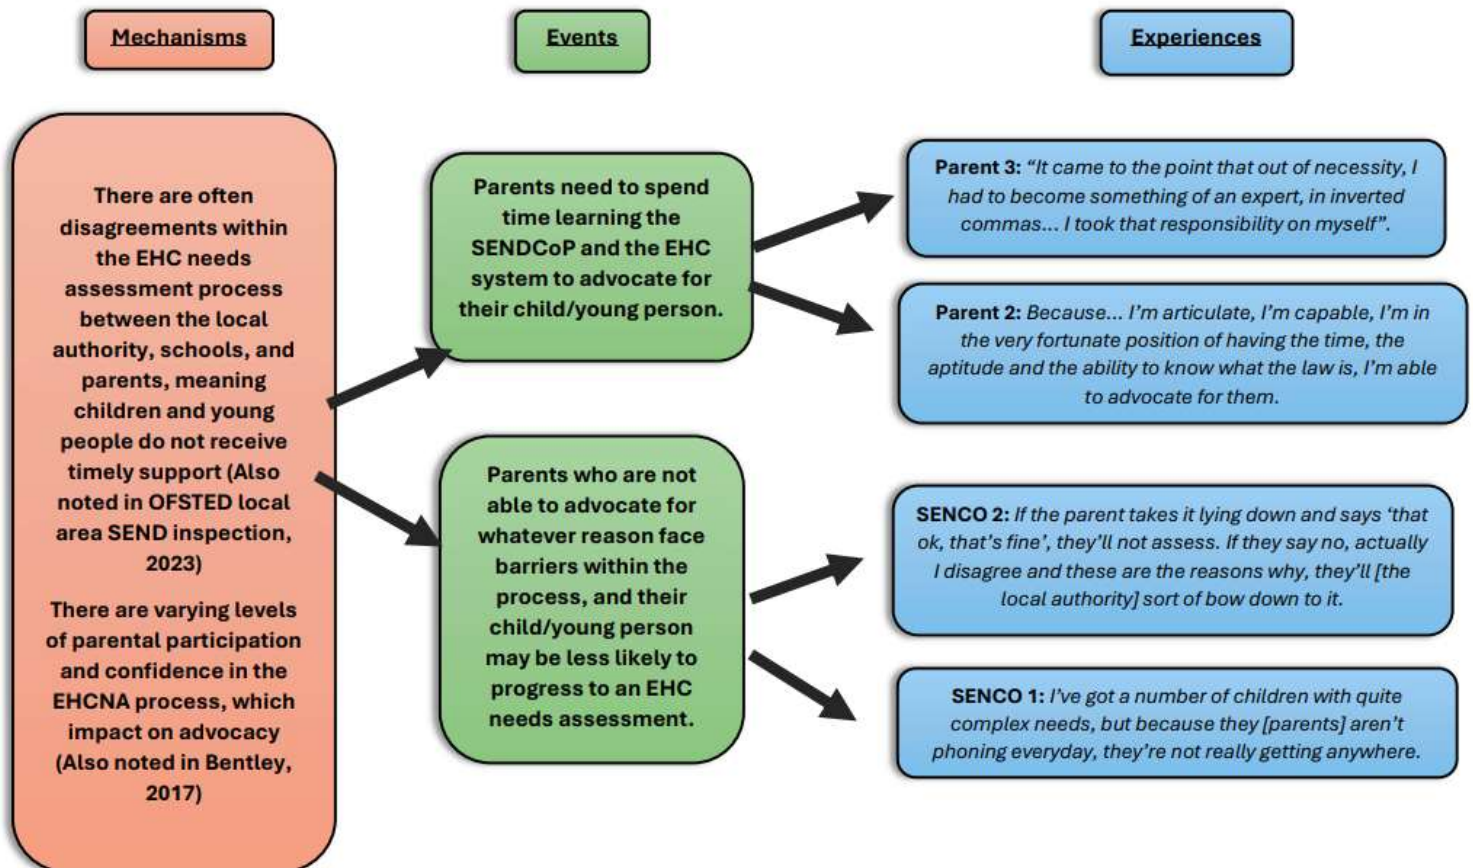 Mechanisms
Events
Experiences
There are often
disagreements within
the EHC needs
assessment process
between the local
authority, schools, and
parents, meaning
children and young
people do not receive
timely support (Also
noted in OFSTED local
area SEND inspection,
2023)
There are varying levels
of parental participation
and confidence in the
EHCNA process, which
impact on advocacy
(Also noted in Bentley,
2017)
Parents need to spend
time learning the
SENDCoP and the EHC
system to advocate for
their child/young person.
Parents who are not
able to advocate for
whatever reason face
barriers within the
process, and their
child/young person
may be less likely to
progress to an EHC
needs assessment.
Parent 3: “It came to the point that out of necessity, I
had to become something of an expert, in inverted
commas... I took that responsibility on myself”.
Parent 2: Because... I’m articulate, I’m capable, I’m in
the very fortunate position of having the time, the
aptitude and the ability to know what the law is, I’m able
to advocate for them.
SENCO 2: If the parent takes it lying down and says ‘that
ok, that’s fine’, they’ll not assess. If they say no, actually
I disagree and these are the reasons why, they’ll [the
local authority] sort of bow down to it.
SENCO 1: I’ve got a number of children with quite
complex needs, but because they [parents] aren’t
phoning everyday, they’re not really getting anywhere.